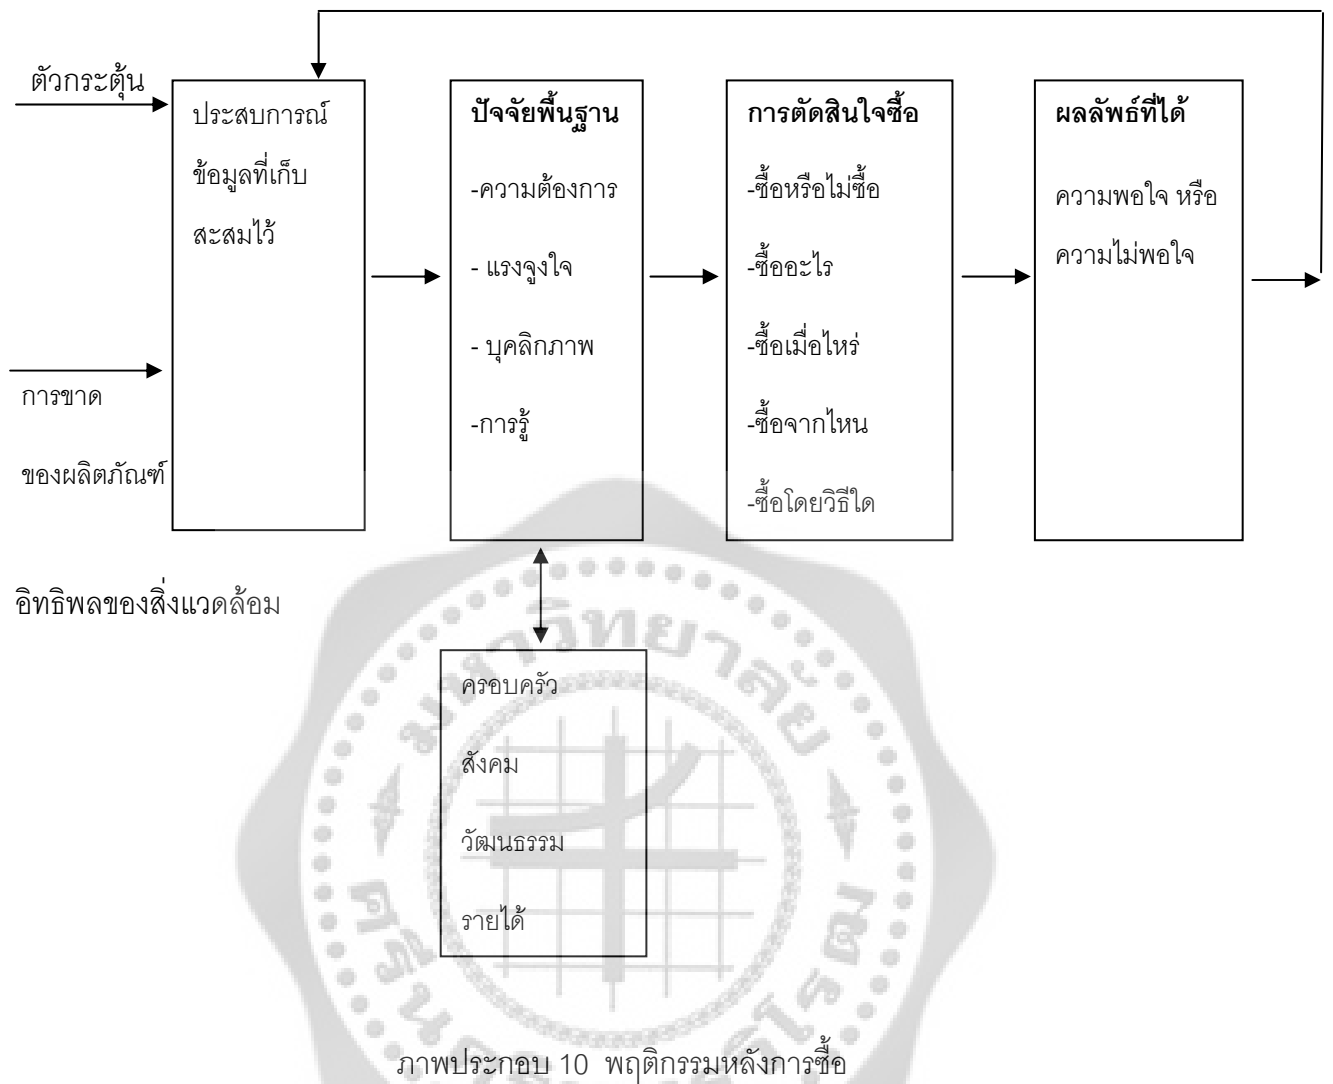 ตัวกระตุ้น
การขาด
ของผลิตภัณฑ์
ประสบการณ์
ข้อมูลที่เก็บ
สะสมไว้
ปัจจัยพื้นฐาน
-ความต้องการ
- แรงจูงใจ
- บุคลิกภาพ
-การรู้
การตัดสินใจซื้อ
-ซื้อหรือไม่ซื้อ
-ซื้ออะไร
-ซื้อเมื่อไหร่
-ซื้อจากไหน
-ซื้อโดยวิธีใด
ผลลัพธ์ที่ได้
ความพอใจ หรือ
ความไม่พอใจ
อิทธิพลของสิ่งแวดล้อม
ครอบครัว
สังคม
วัฒนธรรม
รายได้
ภาพประกอบ 10 พฤติกรรมหลังการซื้อ
มหาวิทยาลัย